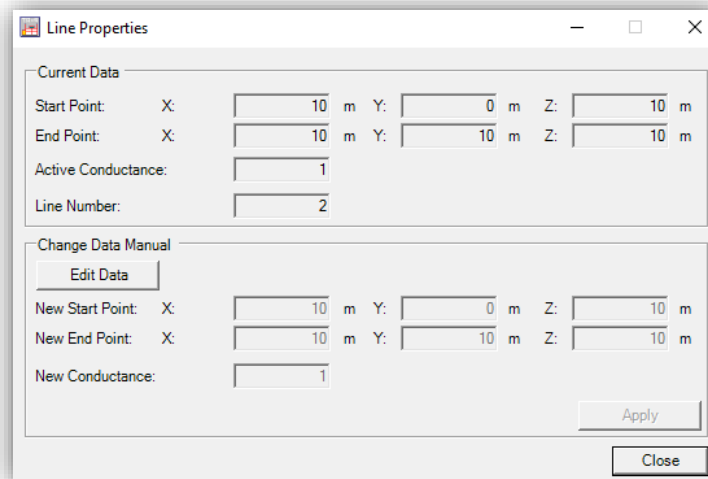 Line Properties
Current Data
Start Point: X: 10 m Y: 0 m Z: 10 m
End Point: X: 10 m Y: 10 m Z: 10 m
Active Conductance: 1
Line Number: 2
Change Data Manual
Edit Data
New Start Point: X: 10 m Y: 0 m Z: 10 m
New End Point: X: 10 m Y: 10 m Z: 10 m
New Conductance: 1
Apply
Close